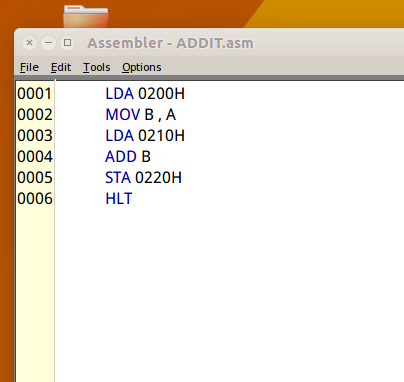 Assembler - ADDIT.asm
File Edit Tools Options
0001 LDA 0200H
0002 MOV B , A
0003 LDA 0210H
0004 ADD B
0005 STA 0220H
0006 HLT